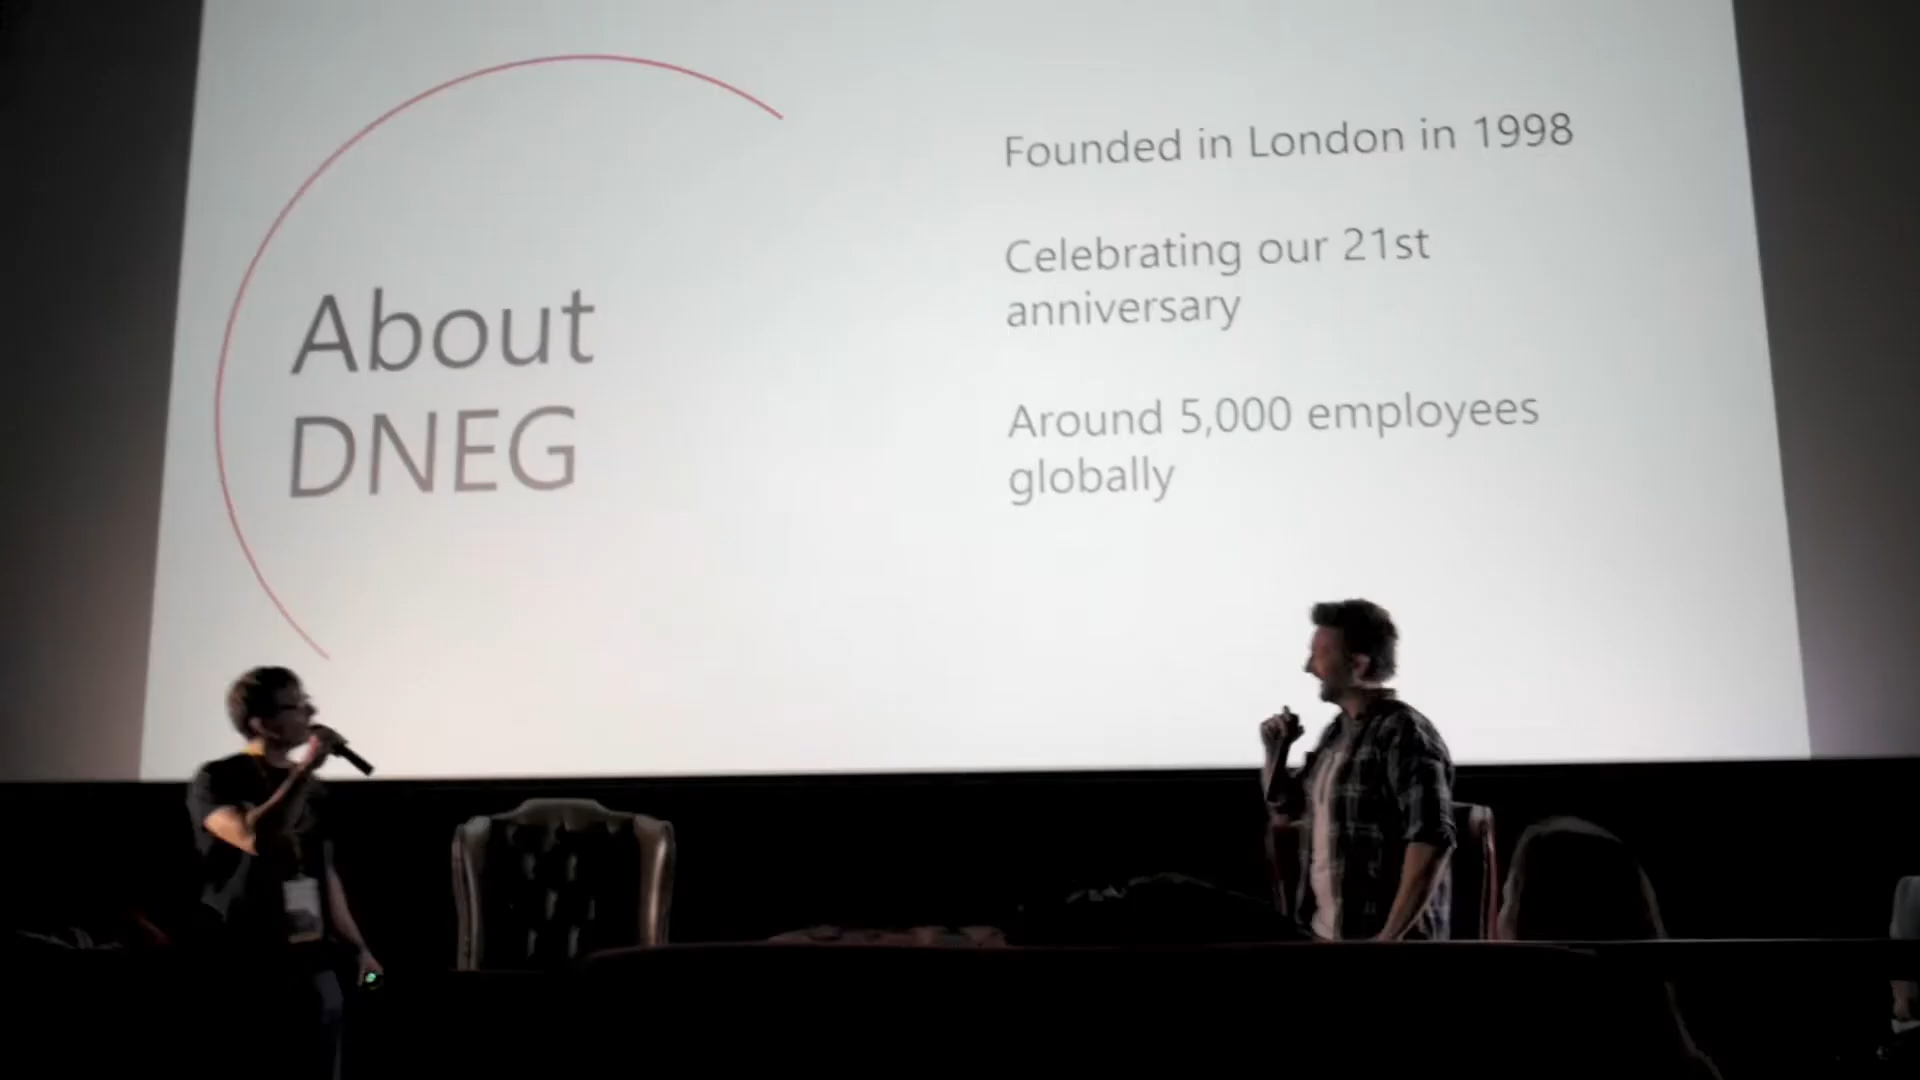 About
DNEG
Founded in London in 1998
Celebrating our 21st
anniversary
Around 5,000 employees
globally